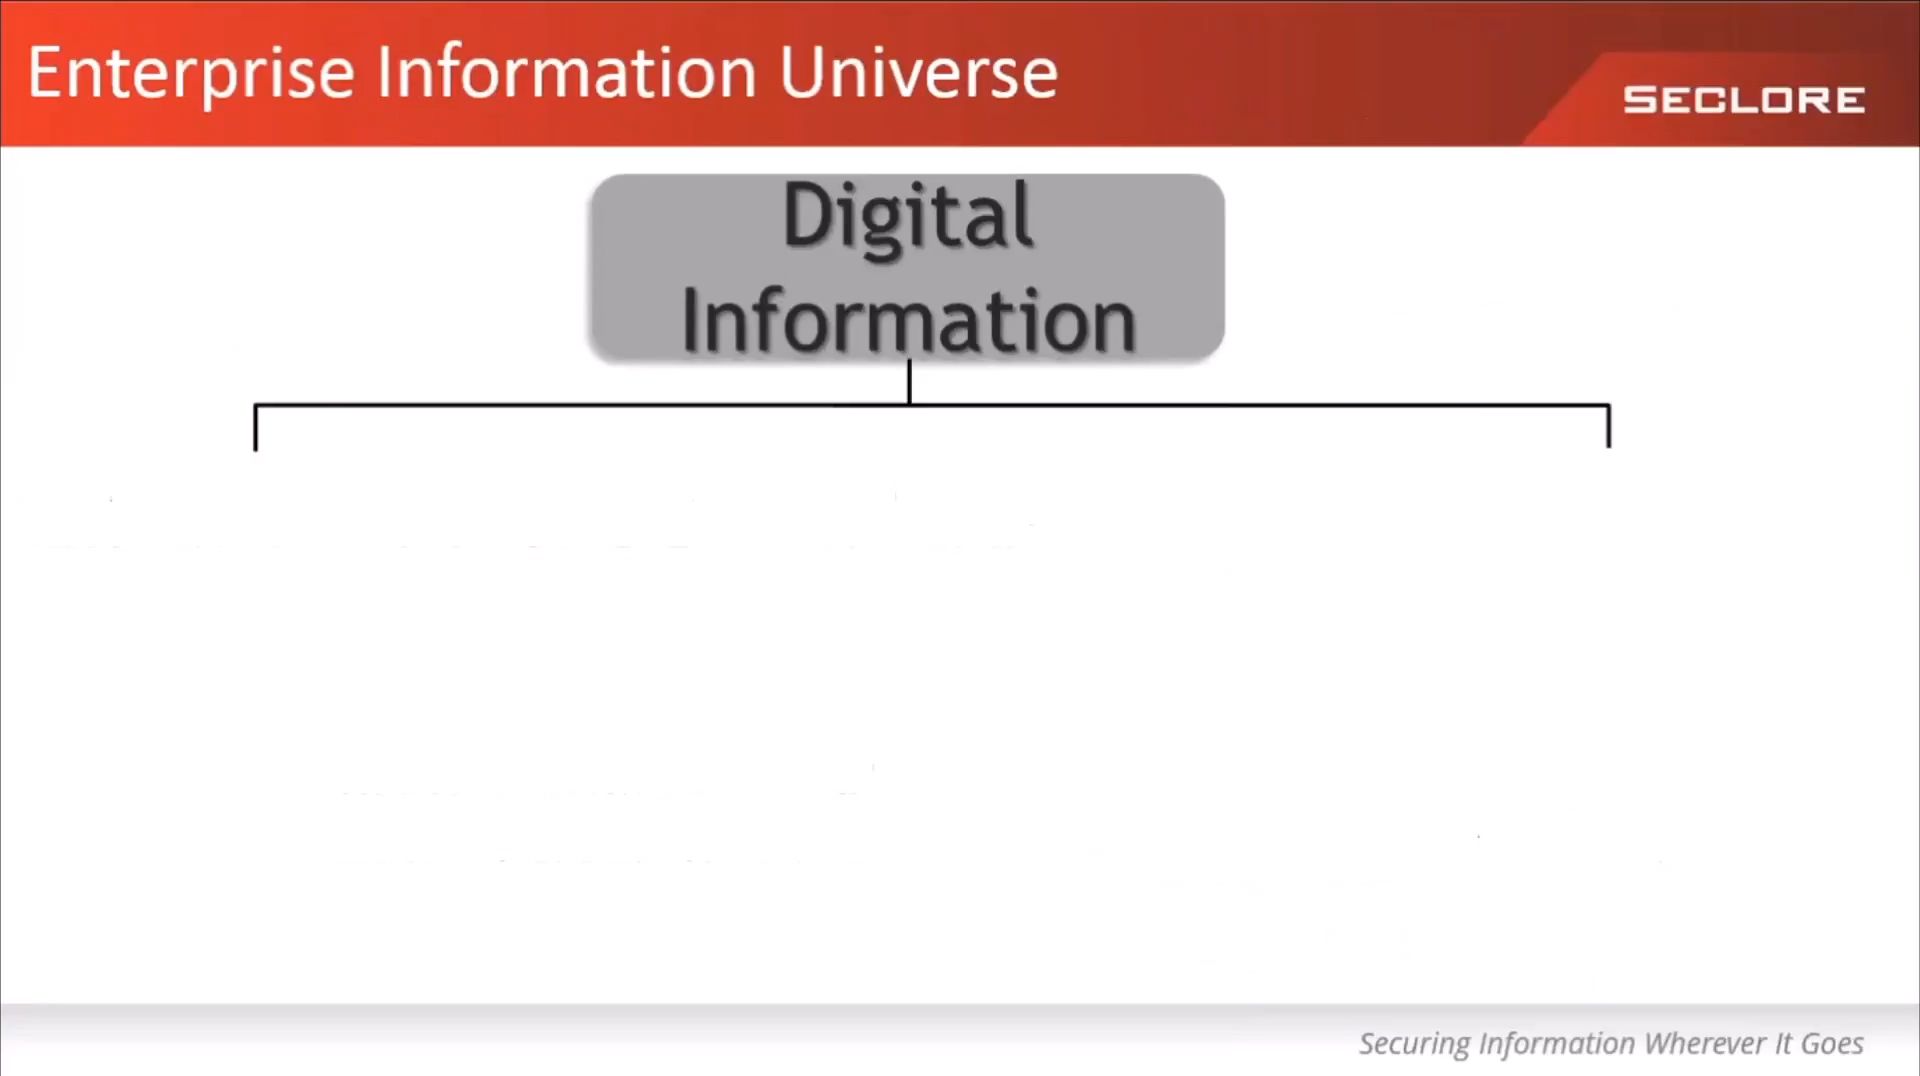 Enterprise Information Universe
SECLORE
Digital
Information
Securing Information Wherever It Goes